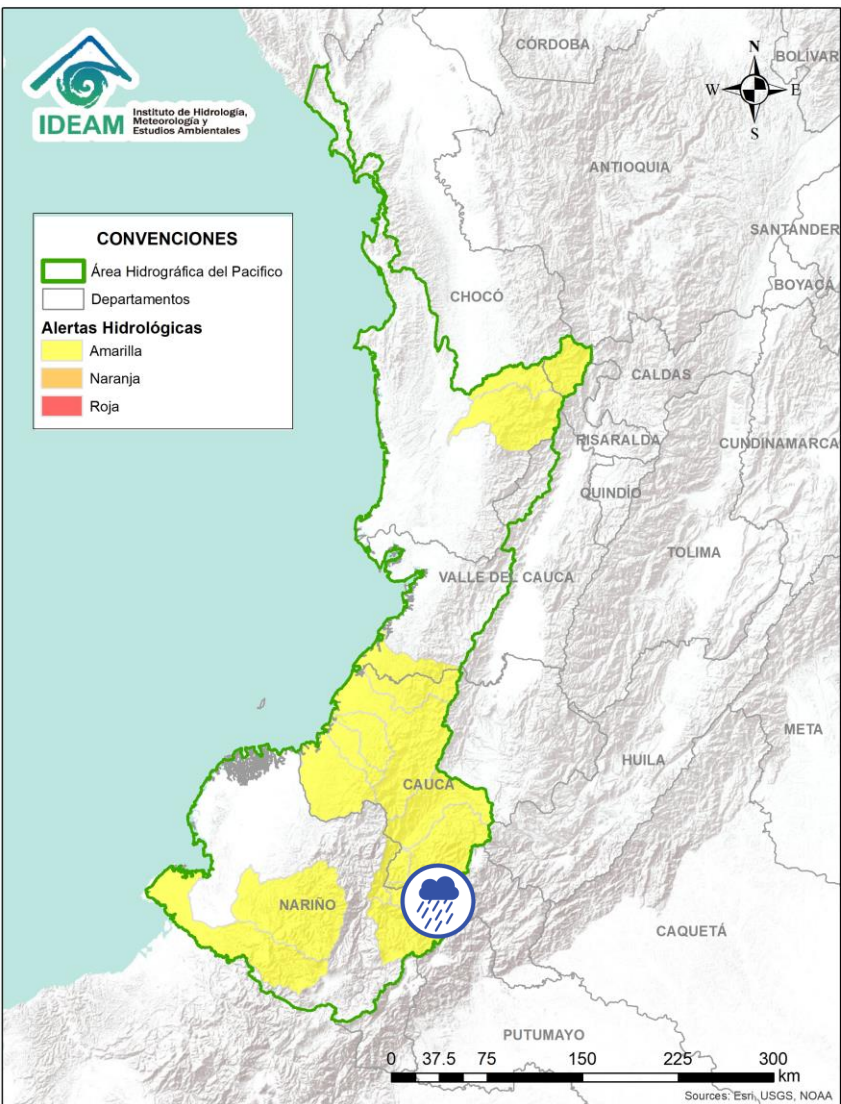 IDEAM
Instituto de Hidrología,
Meteorología y
Estudios Ambientales
N
W E
S
CONVENCIONES
Área Hidrográfica del Pacifico
Departamentos
Alertas Hidrológicas
Amarilla
Naranja
Roja
CÓRDOBA
BOLÍVAR
ANTIOQUIA
SANTANDER
BOYACÁ
CHOCÓ
CALDAS
RISARALDA
CUNDINAMARCA
QUINDÍO
TOLIMA
VALLE DEL CAUCA
META
HUILA
CAUCA
NARIÑO
CAQUETÁ
PUTUMAYO
0 37.5 75 150 225 300
km
Sources: Esri, USGS, NOAA